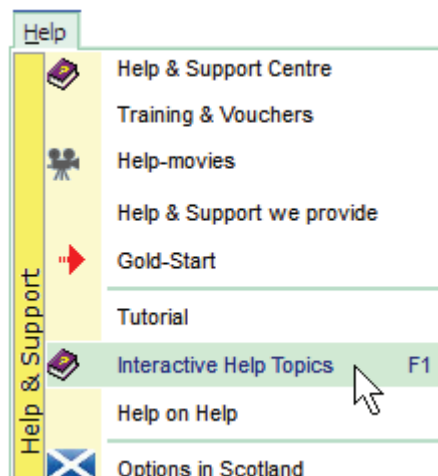 Help
Help & Support Centre
Training & Vouchers
Help-movies
Help & Support we provide
Gold-Start
Tutorial
Interactive Help Topics F1
Help on Help
Options in Scotland
Help & Support